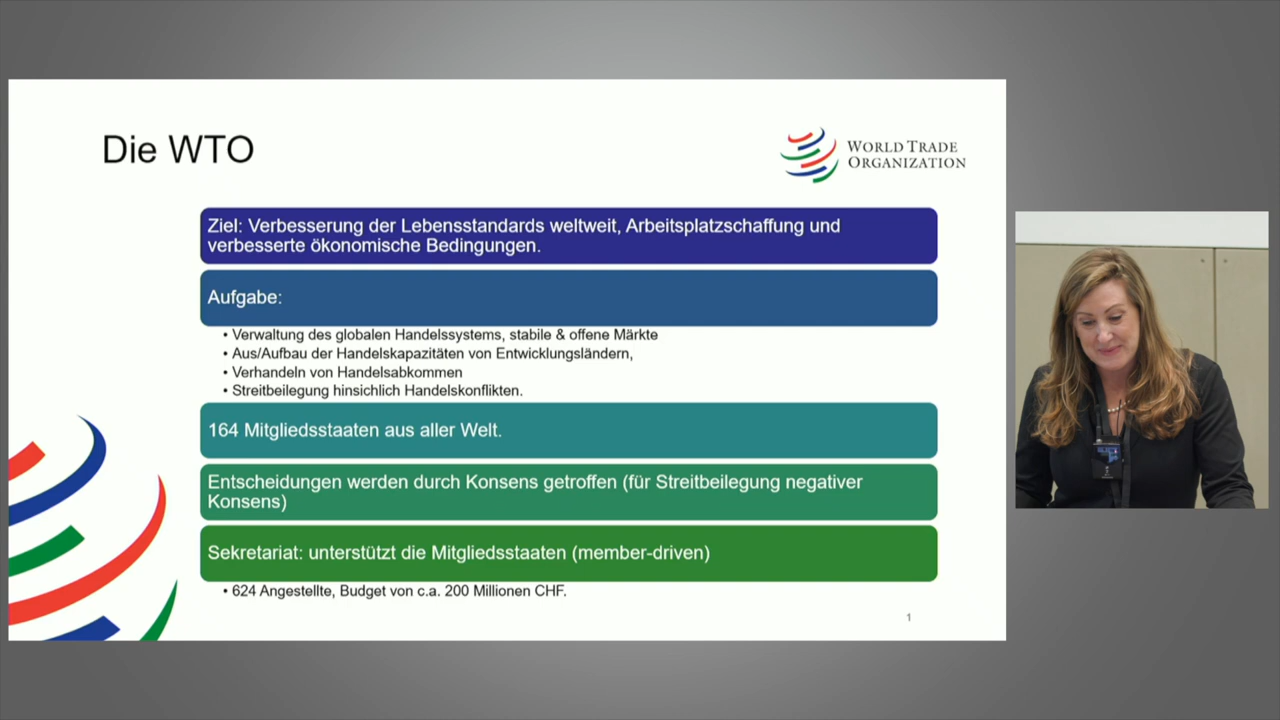 Die WTO
WORLD TRADE
ORGANIZATION
Ziel: Verbesserung der Lebensstandards weltweit, Arbeitsplatzschaffung und
verbesserte ökonomische Bedingungen.
Aufgabe:
• Verwaltung des globalen Handelssystems, stabile & offene Märkte
• Aus/Aufbau der Handelskapazitäten von Entwicklungsländern,
• Verhandeln von Handelsabkommen
• Streitbeilegung hinsichlich Handelskonflikten.
164 Mitgliedsstaaten aus aller Welt.
Entscheidungen werden durch Konsens getroffen (für Streitbeilegung negativer
Konsens)
Sekretariat: unterstützt die Mitgliedsstaaten (member-driven)
• 624 Angestellte, Budget von c.a. 200 Millionen CHF.
1